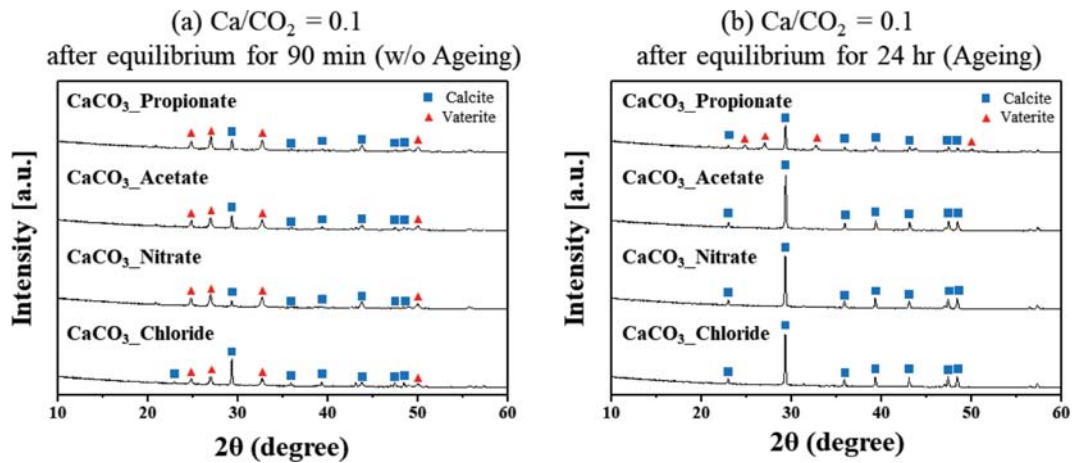 (a) Ca/CO₂ = 0.1
after equilibrium for 90 min (w/o Ageing)
CaCO₃_Propionate
Calcite
Vaterite
CaCO₃_Acetate
CaCO₃_Nitrate
CaCO₃_Chloride
Intensity [a.u.]
10 20 30 40 50 60
2θ (degree)
(b) Ca/CO₂ = 0.1
after equilibrium for 24 hr (Ageing)
CaCO₃_Propionate
Calcite
Vaterite
CaCO₃_Acetate
CaCO₃_Nitrate
CaCO₃_Chloride
Intensity [a.u.]
10 20 30 40 50 60
2θ (degree)